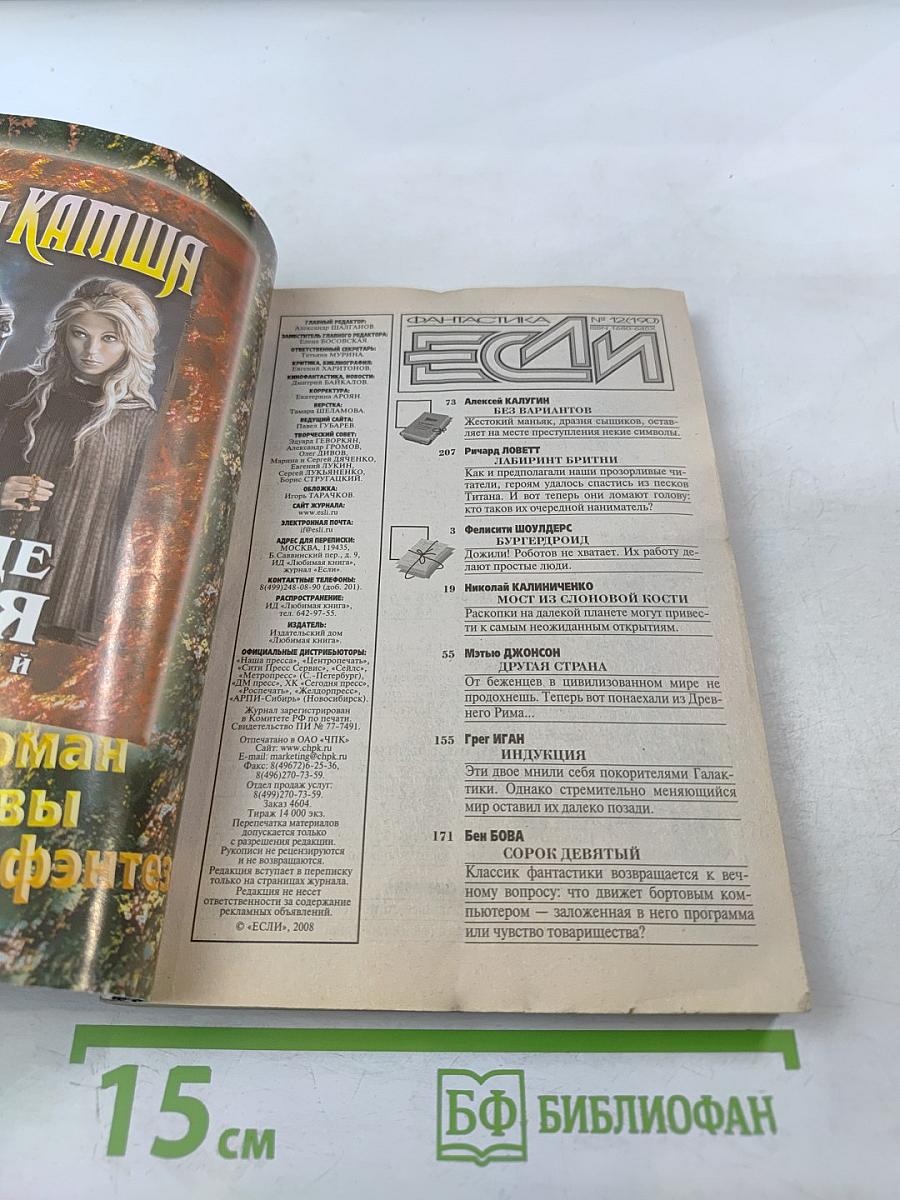 КАМША
ДЕ
Я
Й
оман
вы
фэнтез
ГЛАВНЫЙ РЕДАКТОР:
Александр ШАЛГАНОВ.
ЗАМЕСТИТЕЛЬ ГЛАВНОГО РЕДАКТОРА:
Елена БОСОВСКАЯ.
ОТВЕТСТВЕННЫЙ СЕКРЕТАРЬ:
Татьяна МУРИНА.
КРИТИКА, БИБЛИОГРАФИЯ:
Евгений ХАРИТОНОВ.
КИНОФАНТАСТИКА, НОВОСТИ:
Дмитрий БАЙКАЛОВ.
КОРРЕКТУРА:
Екатерина АРОЯН.
ВЕРСТКА:
Тамара ШЕЛАМОВА.
ВЕДУЩИЙ САЙТА:
Павел ГУБАРЕВ.
ТВОРЧЕСКИЙ СОВЕТ:
Эдуард ГЕВОРКЯН,
Александр ГРОМОВ,
Олег ДИВОВ,
Марина и Сергей ДЯЧЕНКО,
Евгений ЛУКИН,
Сергей ЛУКЬЯНЕНКО,
Борис СТРУГАЦКИЙ.
ОБЛОЖКА:
Игорь ТАРАЧКОВ.
САЙТ ЖУРНАЛА:
www.esli.ru
ЭЛЕКТРОННАЯ ПОЧТА:
if@esli.ru
АДРЕС ДЛЯ ПЕРЕПИСКИ:
МОСКВА, 119435,
Б.Саввинский пер., д. 9,
ИД «Любимая книга»,
журнал «Если».
КОНТАКТНЫЕ ТЕЛЕФОНЫ:
8(499)248-08-90 (доб. 201).
РАСПРОСТРАНЕНИЕ:
ИД «Любимая книга»,
тел. 642-97-55.
ИЗДАТЕЛЬ:
Издательский дом
«Любимая книга».
ОФИЦИАЛЬНЫЕ ДИСТРИБЬЮТОРЫ:
«Наша пресса», «Центропечать»,
«Сити Пресс Сервис», «Сейлс»,
«Метропресс» (С.-Петербург),
«ДМ пресс», ХК «Сегодня пресс»,
«Роспечать», «Желдорпресс»,
«АРПИ-Сибирь» (Новосибирск).
Журнал зарегистрирован
в Комитете РФ по печати.
Свидетельство ПИ № 77-7491.
Отпечатано в ОАО «ЧПК»
Сайт: www.chpk.ru
E-mail: marketing@chpk.ru
Факс: 8(49672)6-25-36,
8(496)270-73-59.
Отдел продаж услуг:
8(499)270-73-59.
Заказ 4604.
Тираж 14 000 экз.
Перепечатка материалов
допускается только
с разрешения редакции.
Рукописи не рецензируются
и не возвращаются.
Редакция вступает в переписку
только на страницах журнала.
Редакция не несет
ответственности за содержание
рекламных объявлений.
© «ЕСЛИ», 2008
ФАНТАСТИКА № 12(190)
ISSN 1680-645X
ЕСЛИ
73 Алексей КАЛУГИН
БЕЗ ВАРИАНТОВ
Жестокий маньяк, дразня сыщиков, остав-
ляет на месте преступления некие символы.
207 Ричард ЛОВЕТТ
ЛАБИРИНТ БРИТНИ
Как и предполагали наши прозорливые чи-
татели, героям удалось спастись из песков
Титана. И вот теперь они ломают голову:
кто таков их очередной наниматель?
3 Фелисити ШОУЛДЕРС
БУРГЕРДРОИД
Дожили! Роботов не хватает. Их работу де-
лают простые люди.
19 Николай КАЛИНИЧЕНКО
МОСТ ИЗ СЛОНОВОЙ КОСТИ
Раскопки на далекой планете могут привес-
ти к самым неожиданным открытиям.
55 Мэтью ДЖОНСОН
ДРУГАЯ СТРАНА
От беженцев в цивилизованном мире не
продохнешь. Теперь вот понаехали из Древ-
него Рима...
155 Грег ИГАН
ИНДУКЦИЯ
Эти двое мнили себя покорителями Галак-
тики. Однако стремительно меняющийся
мир оставил их далеко позади.
171 Бен БОВА
СОРОК ДЕВЯТЫЙ
Классик фантастики возвращается к веч-
ному вопросу: что движет бортовым ком-
пьютером — заложенная в него программа
или чувство товарищества?
15 см
БФ БИБЛИОФАН